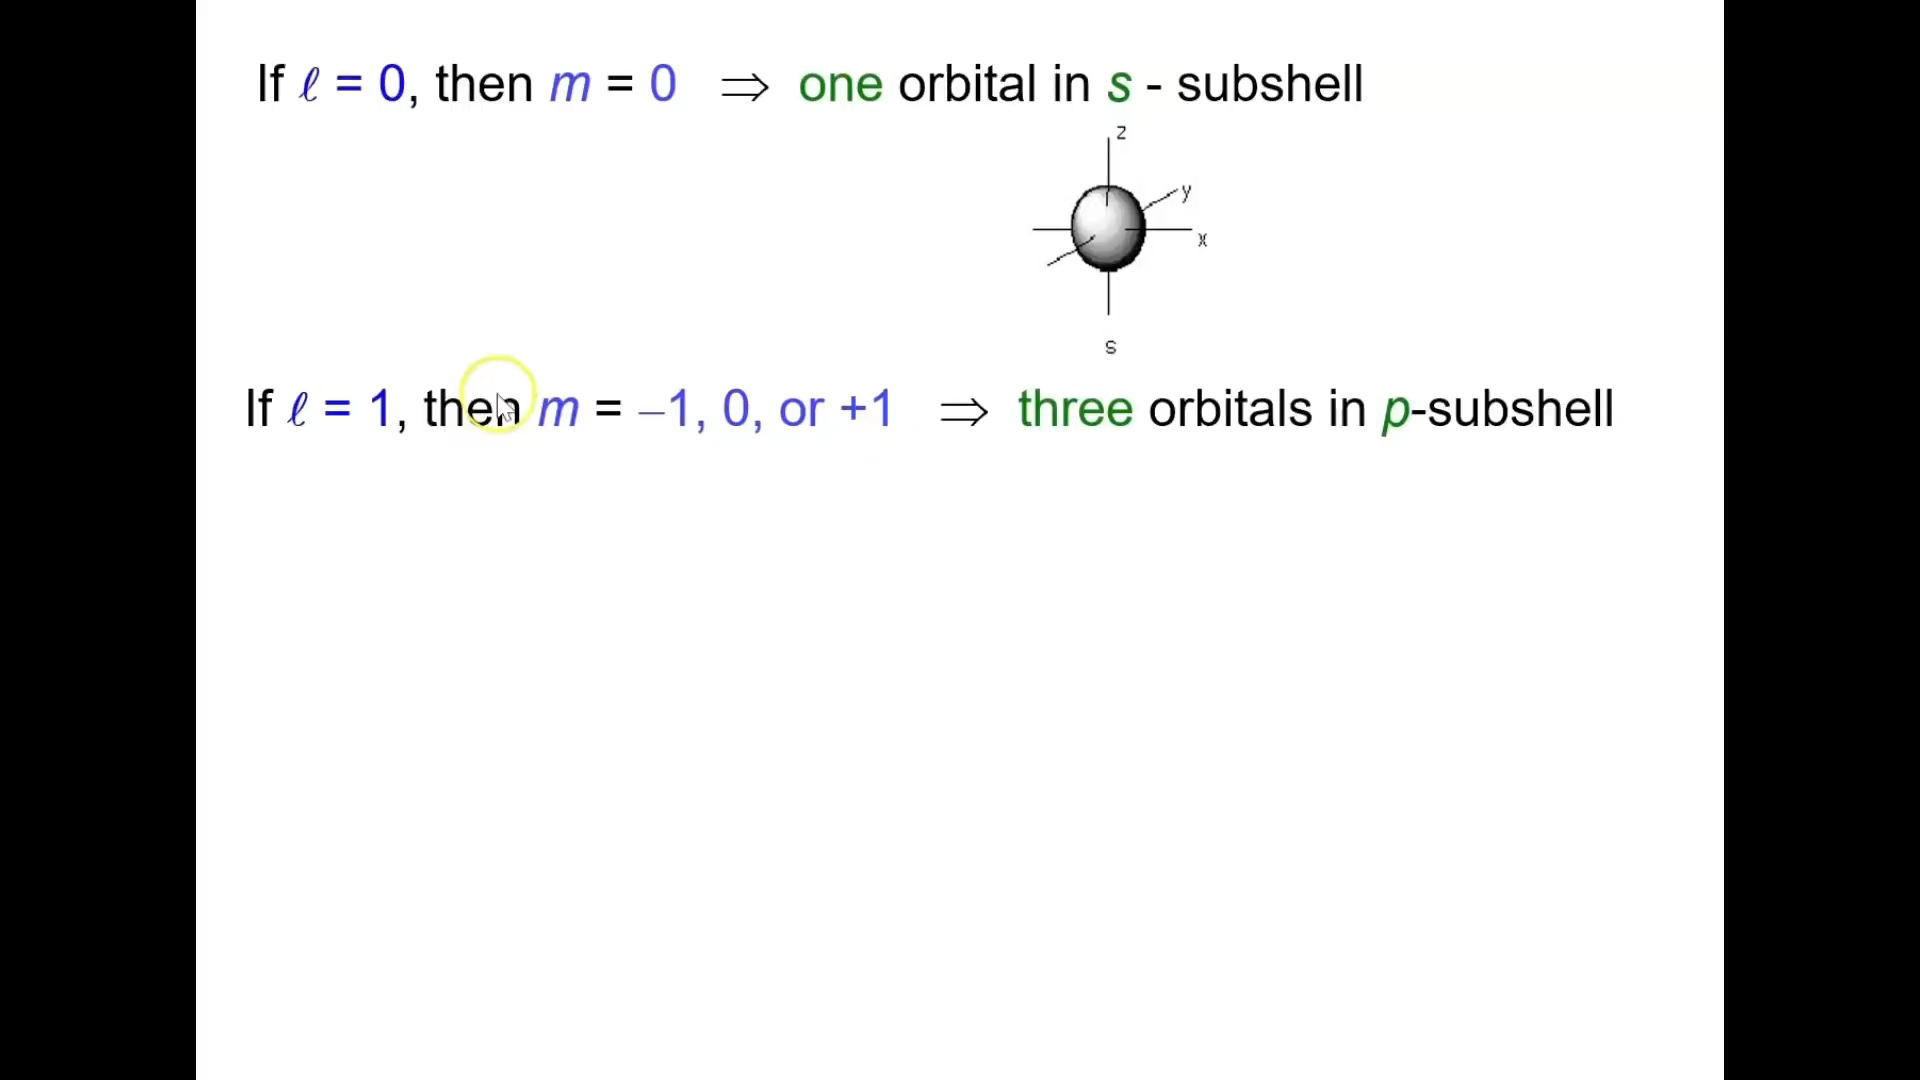 If ℓ = 0, then m = 0 ⇒ one orbital in s - subshell
z
y
x
s
If ℓ = 1, then m = –1, 0, or +1 ⇒ three orbitals in p-subshell